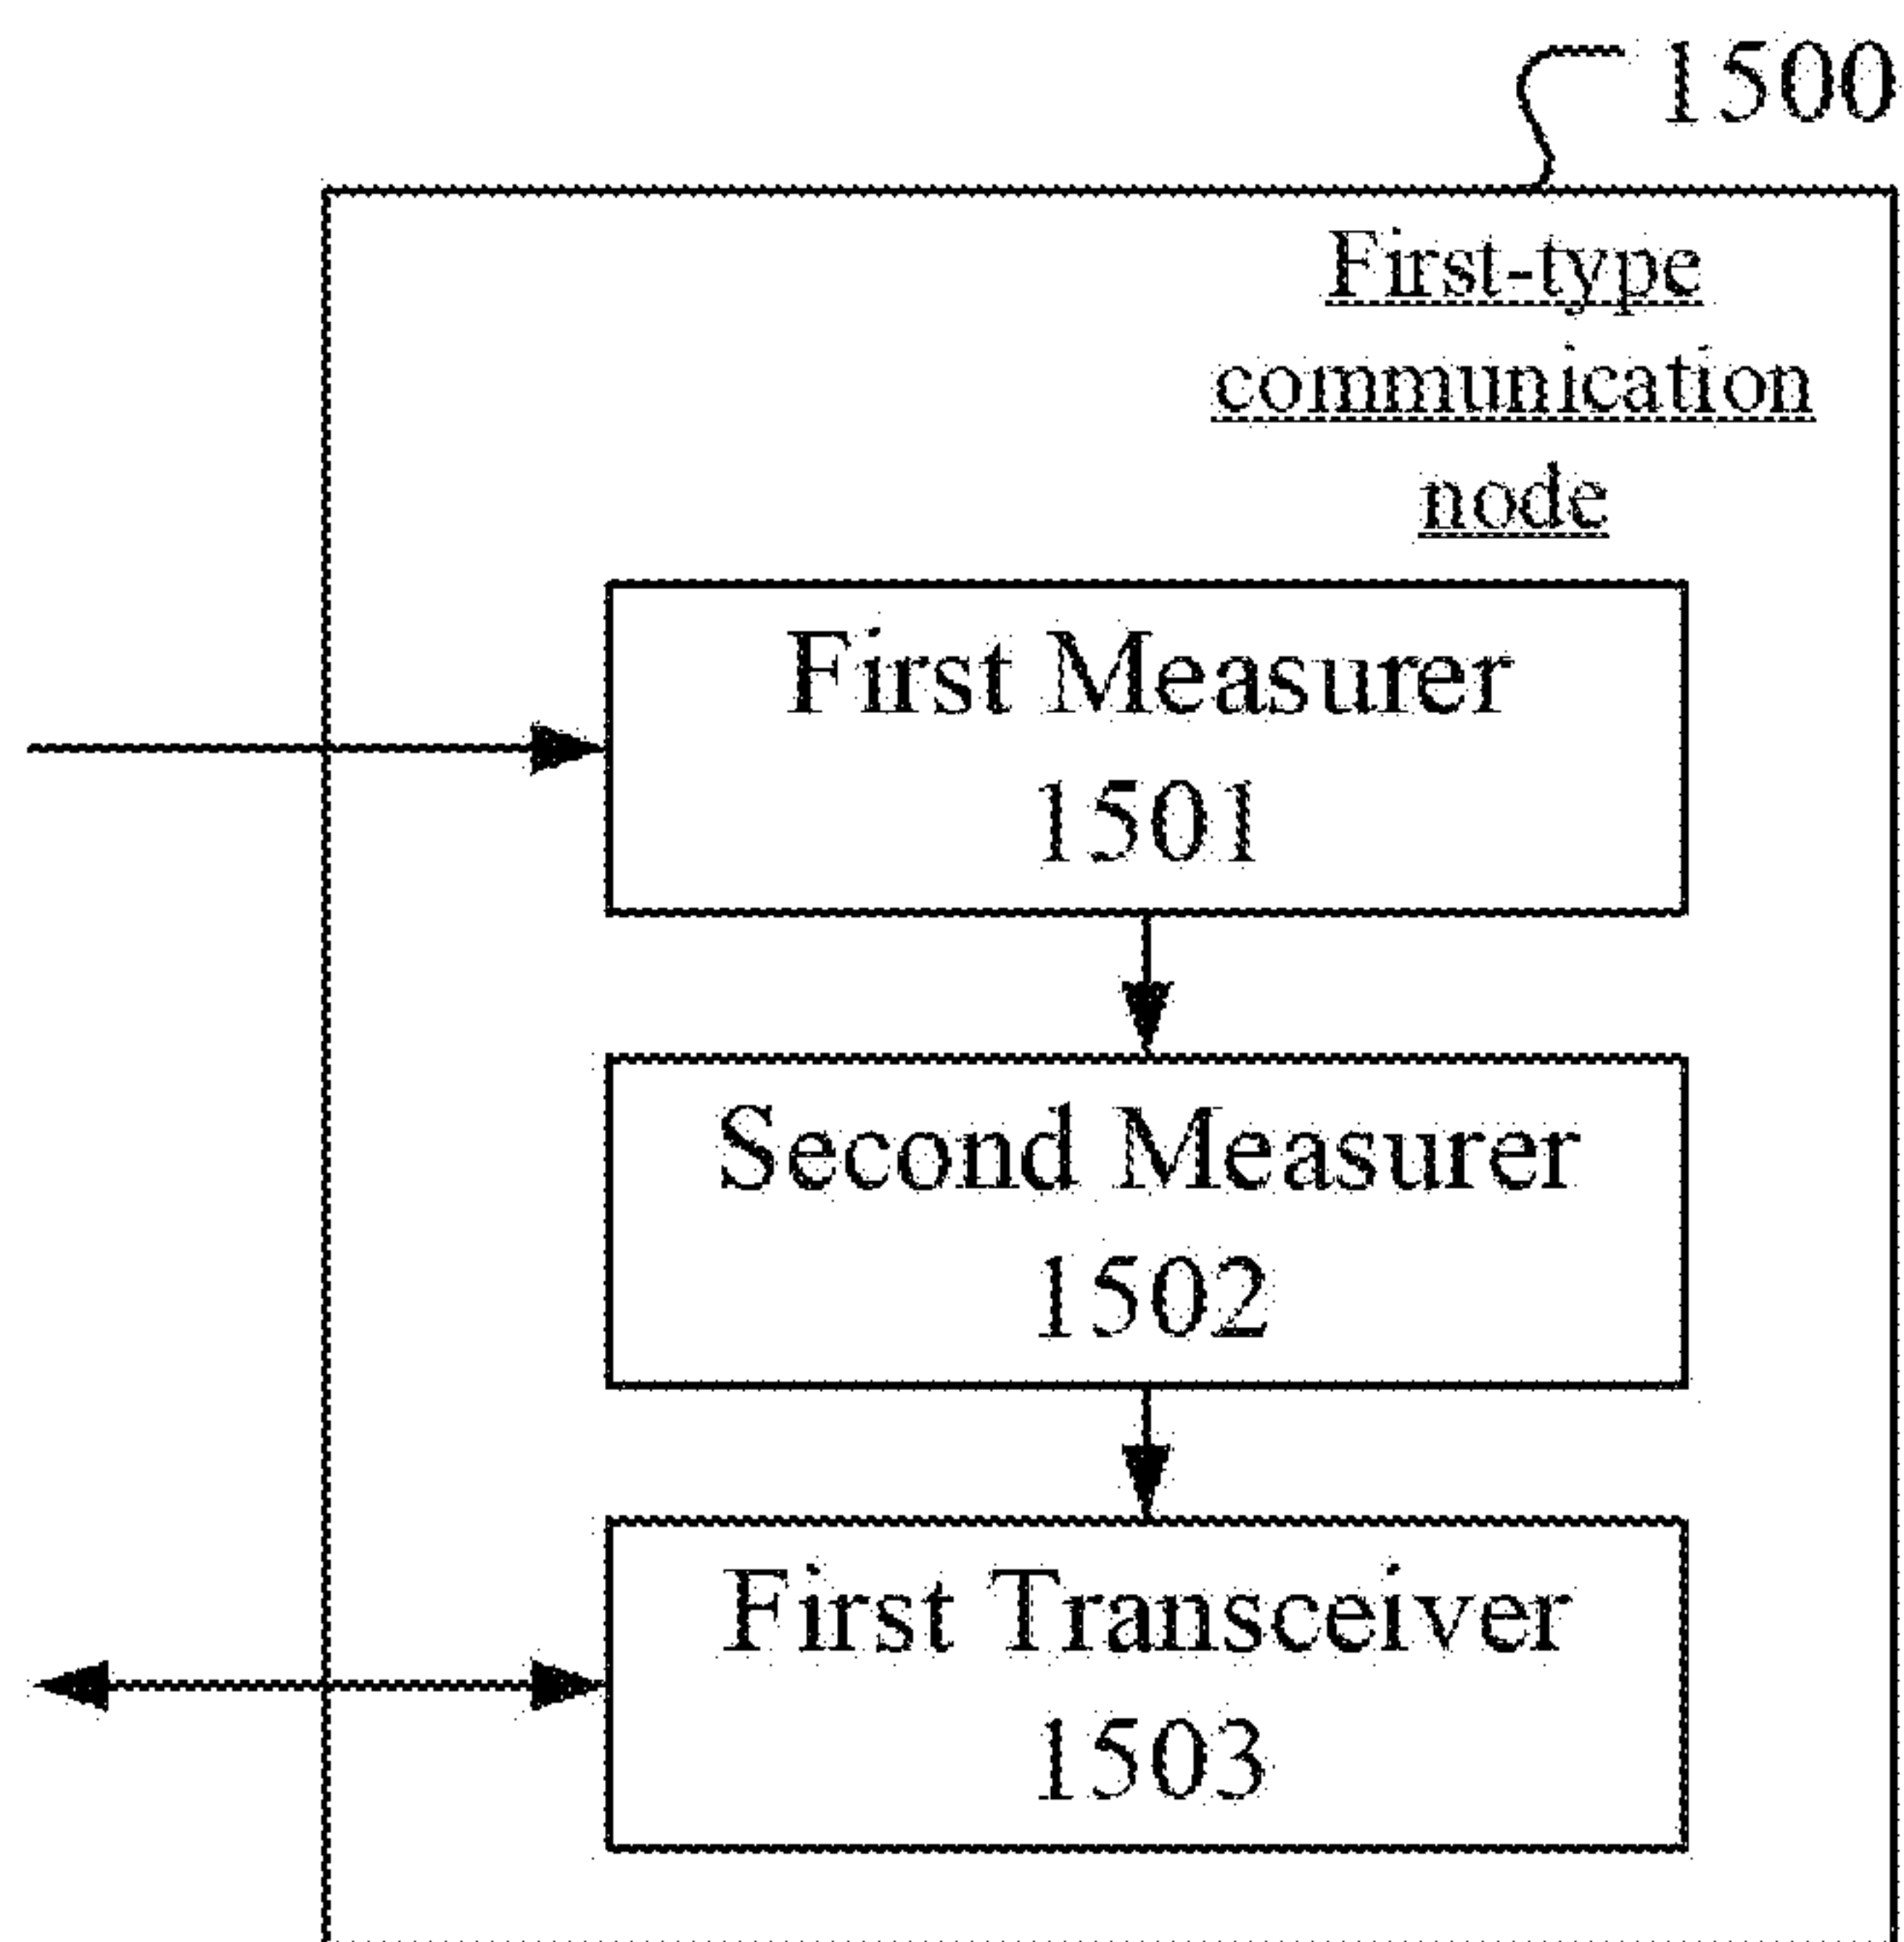 1500
First-type
communication
node
First Measurer
1501
Second Measurer
1502
First Transceiver
1503